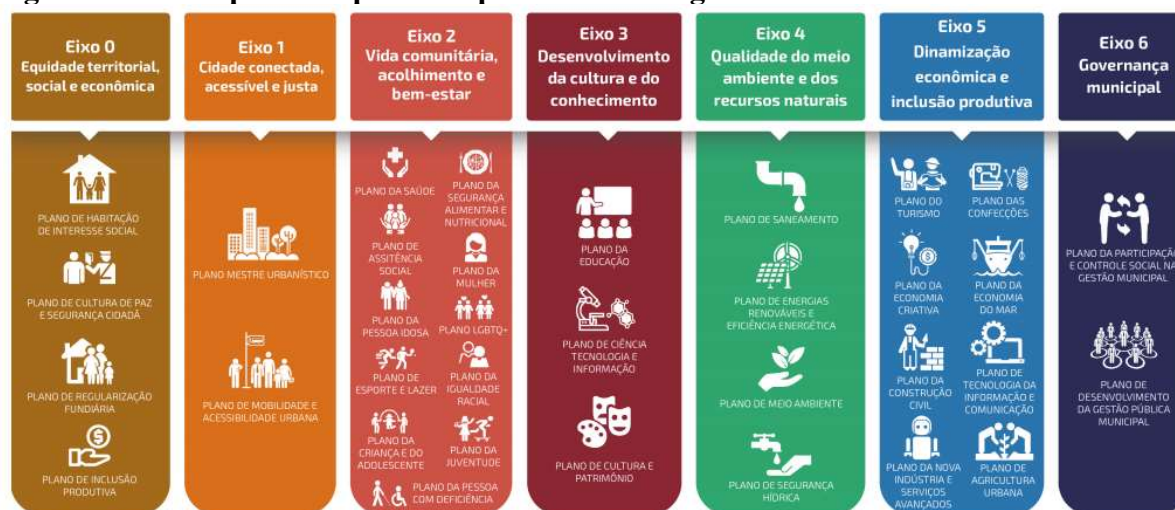 Eixo 0
Equidade territorial,
social e econômica
PLANO DE HABITAÇÃO
DE INTERESSE SOCIAL
PLANO DE CULTURA DE PAZ
E SEGURANÇA CIDADÃ
PLANO DE REGULARIZAÇÃO
FUNDIÁRIA
PLANO DE INCLUSÃO
PRODUTIVA
Eixo 1
Cidade conectada,
acessível e justa
PLANO MESTRE URBANÍSTICO
PLANO DE MOBILIDADE E
ACESSIBILIDADE URBANA
Eixo 2
Vida comunitária,
acolhimento e
bem-estar
PLANO DA SAÚDE
PLANO DA
SEGURANÇA
ALIMENTAR E
NUTRICIONAL
PLANO DE
ASSITÊNCIA
SOCIAL
PLANO DA
MULHER
PLANO DA
PESSOA IDOSA
PLANO LGBTQ+
PLANO DE
ESPORTE E LAZER
PLANO DA
IGUALDADE
RACIAL
PLANO DA
CRIANÇA E DO
ADOLESCENTE
PLANO DA
JUVENTUDE
PLANO DA PESSOA
COM DEFICIÊNCIA
Eixo 3
Desenvolvimento
da cultura e do
conhecimento
PLANO DA
EDUCAÇÃO
PLANO DE CIÊNCIA
TECNOLOGIA E
INFORMAÇÃO
PLANO DE CULTURA E
PATRIMÔNIO
Eixo 4
Qualidade do meio
ambiente e dos
recursos naturais
PLANO DE SANEAMENTO
PLANO DE ENERGIAS
RENOVÁVEIS E
EFICIÊNCIA ENERGÉTICA
PLANO DE MEIO AMBIENTE
PLANO DE SEGURANÇA
HÍDRICA
Eixo 5
Dinamização
econômica e
inclusão produtiva
PLANO DO
TURISMO
PLANO DAS
CONFECÇÕES
PLANO DA
ECONOMIA
CRIATIVA
PLANO DA
ECONOMIA
DO MAR
PLANO DA
CONSTRUÇÃO
CIVIL
PLANO DE
TECNOLOGIA DA
INFORMAÇÃO E
COMUNICAÇÃO
PLANO DA NOVA
INDÚSTRIA E
SERVIÇOS
AVANÇADOS
PLANO DE
AGRICULTURA
URBANA
Eixo 6
Governança
municipal
PLANO DA PARTICIPAÇÃO
E CONTROLE SOCIAL NA
GESTÃO MUNICIPAL
PLANO DE
DESENVOLVIMENTO
DA GESTÃO PÚBLICA
MUNICIPAL